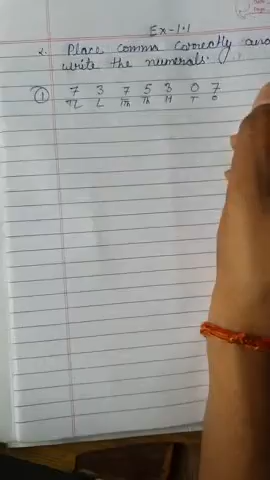 Ex-1.1
2. Place comma correctly and
write the numerals.
① 7 3 7 5 3 0 7
TL L TTh Th H T O